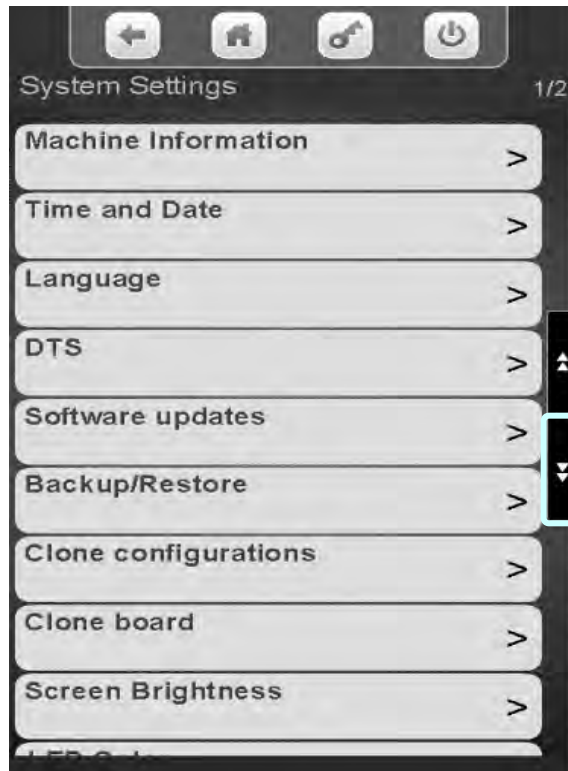 System Settings 1/2
Machine Information >
Time and Date >
Language >
DTS >
Software updates >
Backup/Restore >
Clone configurations >
Clone board >
Screen Brightness >